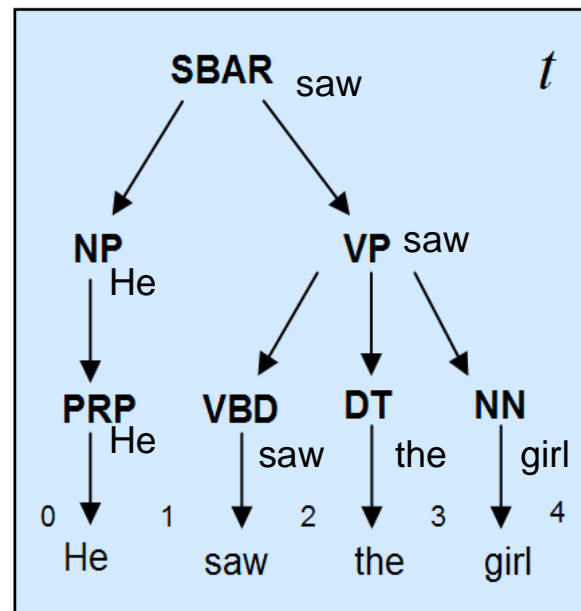 SBAR saw t
NP He VP saw
PRP He VBD saw DT the NN girl
0 1 2 3 4
He saw the girl